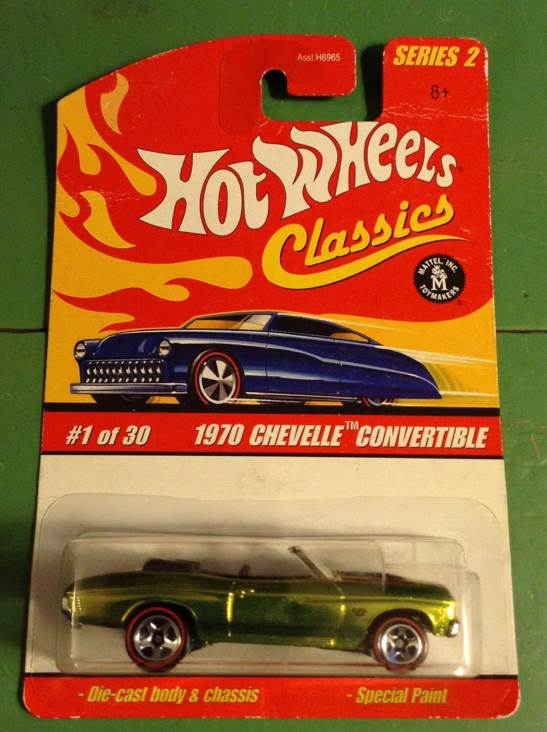 Asst.H6965
SERIES 2
8+
Hot Wheels
Classics
MATTEL, INC.
M
TOYMAKERS
#1 of 30 1970 CHEVELLE™ CONVERTIBLE
- Die-cast body & chassis - Special Paint